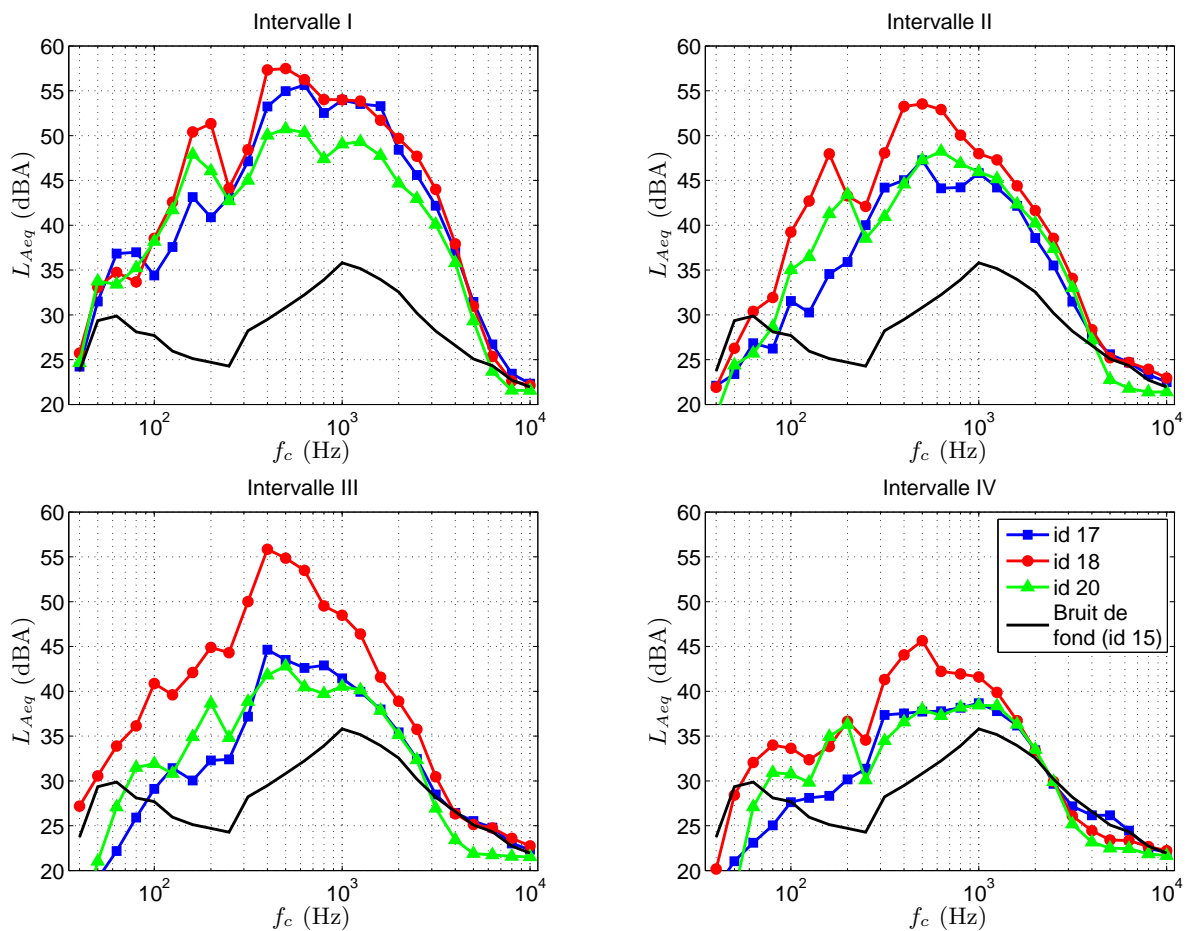 Intervalle I
60
55
50
45
40
35
30
25
20
L_{Aeq} (dBA)
10^2
10^3
10^4
f_c (Hz)
Intervalle II
60
55
50
45
40
35
30
25
20
L_{Aeq} (dBA)
10^2
10^3
10^4
f_c (Hz)
Intervalle III
60
55
50
45
40
35
30
25
20
L_{Aeq} (dBA)
10^2
10^3
10^4
f_c (Hz)
Intervalle IV
60
55
50
45
40
35
30
25
20
L_{Aeq} (dBA)
10^2
10^3
10^4
f_c (Hz)
id 17
id 18
id 20
Bruit de
fond (id 15)